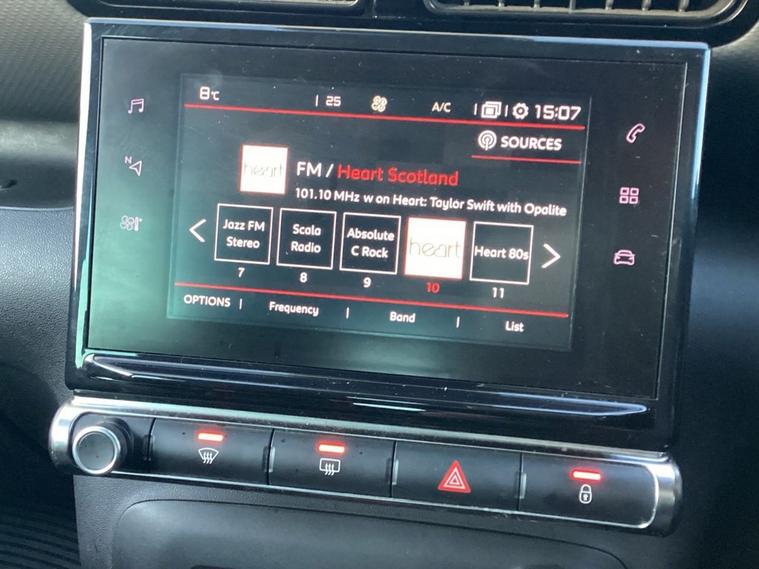 8°c | 25 A/C | | 15:07
SOURCES
heart FM / Heart Scotland
101.10 MHz w on Heart: Taylor Swift with Opalite
Jazz FM
Stereo
Scala
Radio
Absolute
C Rock
heart
Heart 80s
7 8 9 10 11
OPTIONS | Frequency | Band | List
N